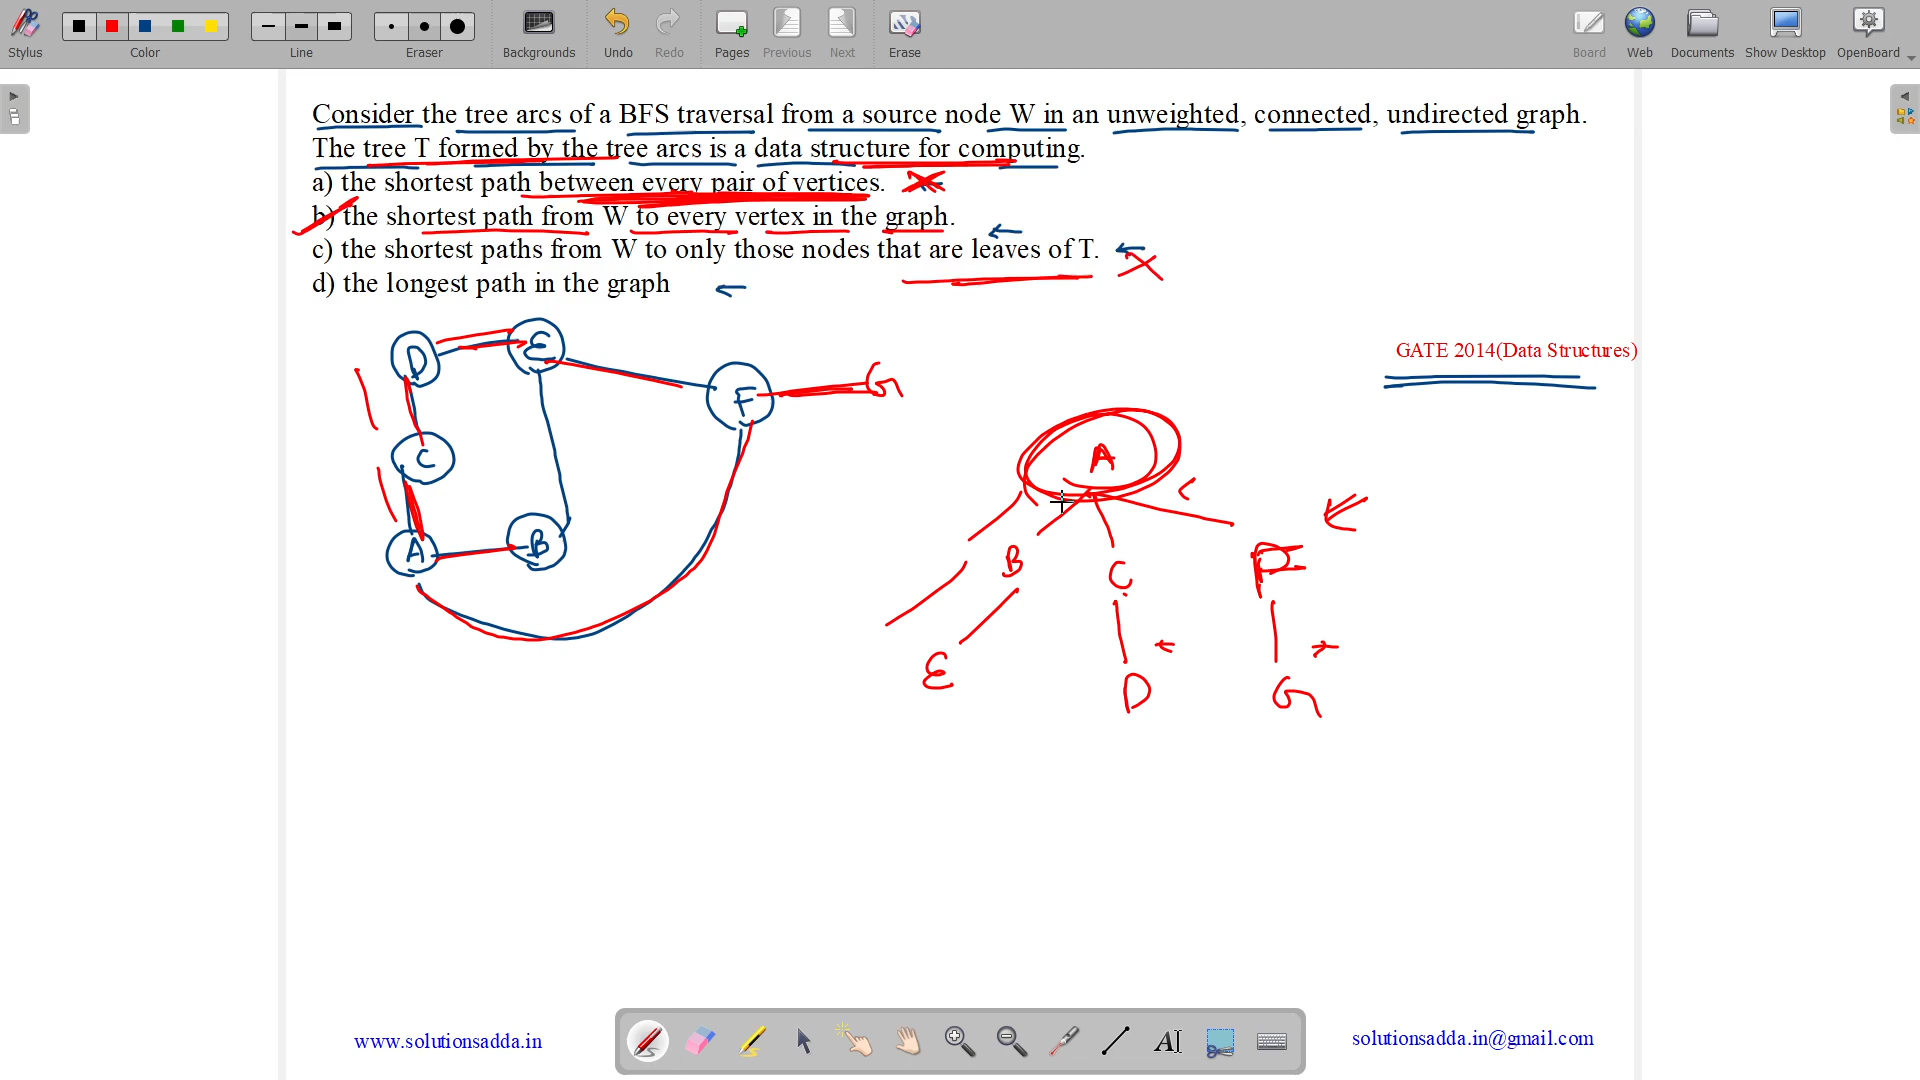 Stylus Color Line Eraser Backgrounds Undo Redo Pages Previous Next Erase Board Web Documents Show Desktop OpenBoard
Consider the tree arcs of a BFS traversal from a source node W in an unweighted, connected, undirected graph.
The tree T formed by the tree arcs is a data structure for computing.
a) the shortest path between every pair of vertices.
b) the shortest path from W to every vertex in the graph.
c) the shortest paths from W to only those nodes that are leaves of T.
d) the longest path in the graph
GATE 2014(Data Structures)
D E
F G
C
A B
A
B C F
E D G
www.solutionsadda.in
solutionsadda.in@gmail.com